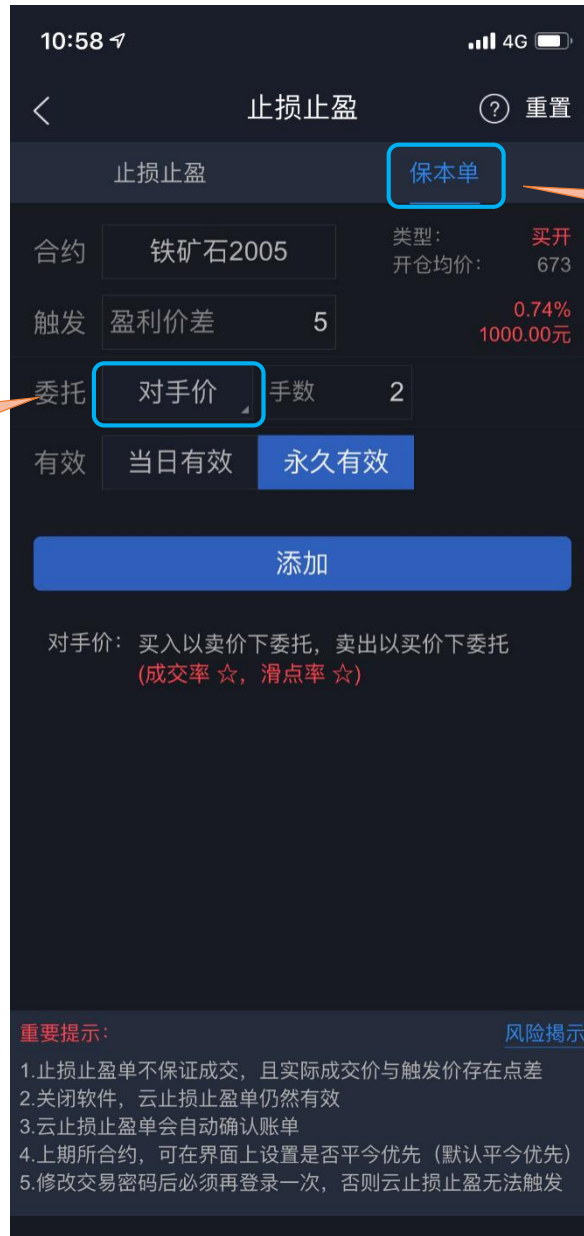 10:58 4G
止损止盈 ? 重置
止损止盈 保本单
合约 铁矿石2005 类型: 买开
开仓均价: 673
触发 盈利价差 5 0.74%
1000.00元
委托 对手价 手数 2
有效 当日有效 永久有效
添加
对手价: 买入以卖价下委托，卖出以买价下委托
(成交率 ☆，滑点率 ☆)
重要提示: 风险揭示
1.止损止盈单不保证成交，且实际成交价与触发价存在点差
2.关闭软件，云止损止盈单仍然有效
3.云止损止盈单会自动确认账单
4.上期所合约，可在界面上设置是否平今优先（默认平今优先）
5.修改交易密码后必须再登录一次，否则云止损止盈无法触发